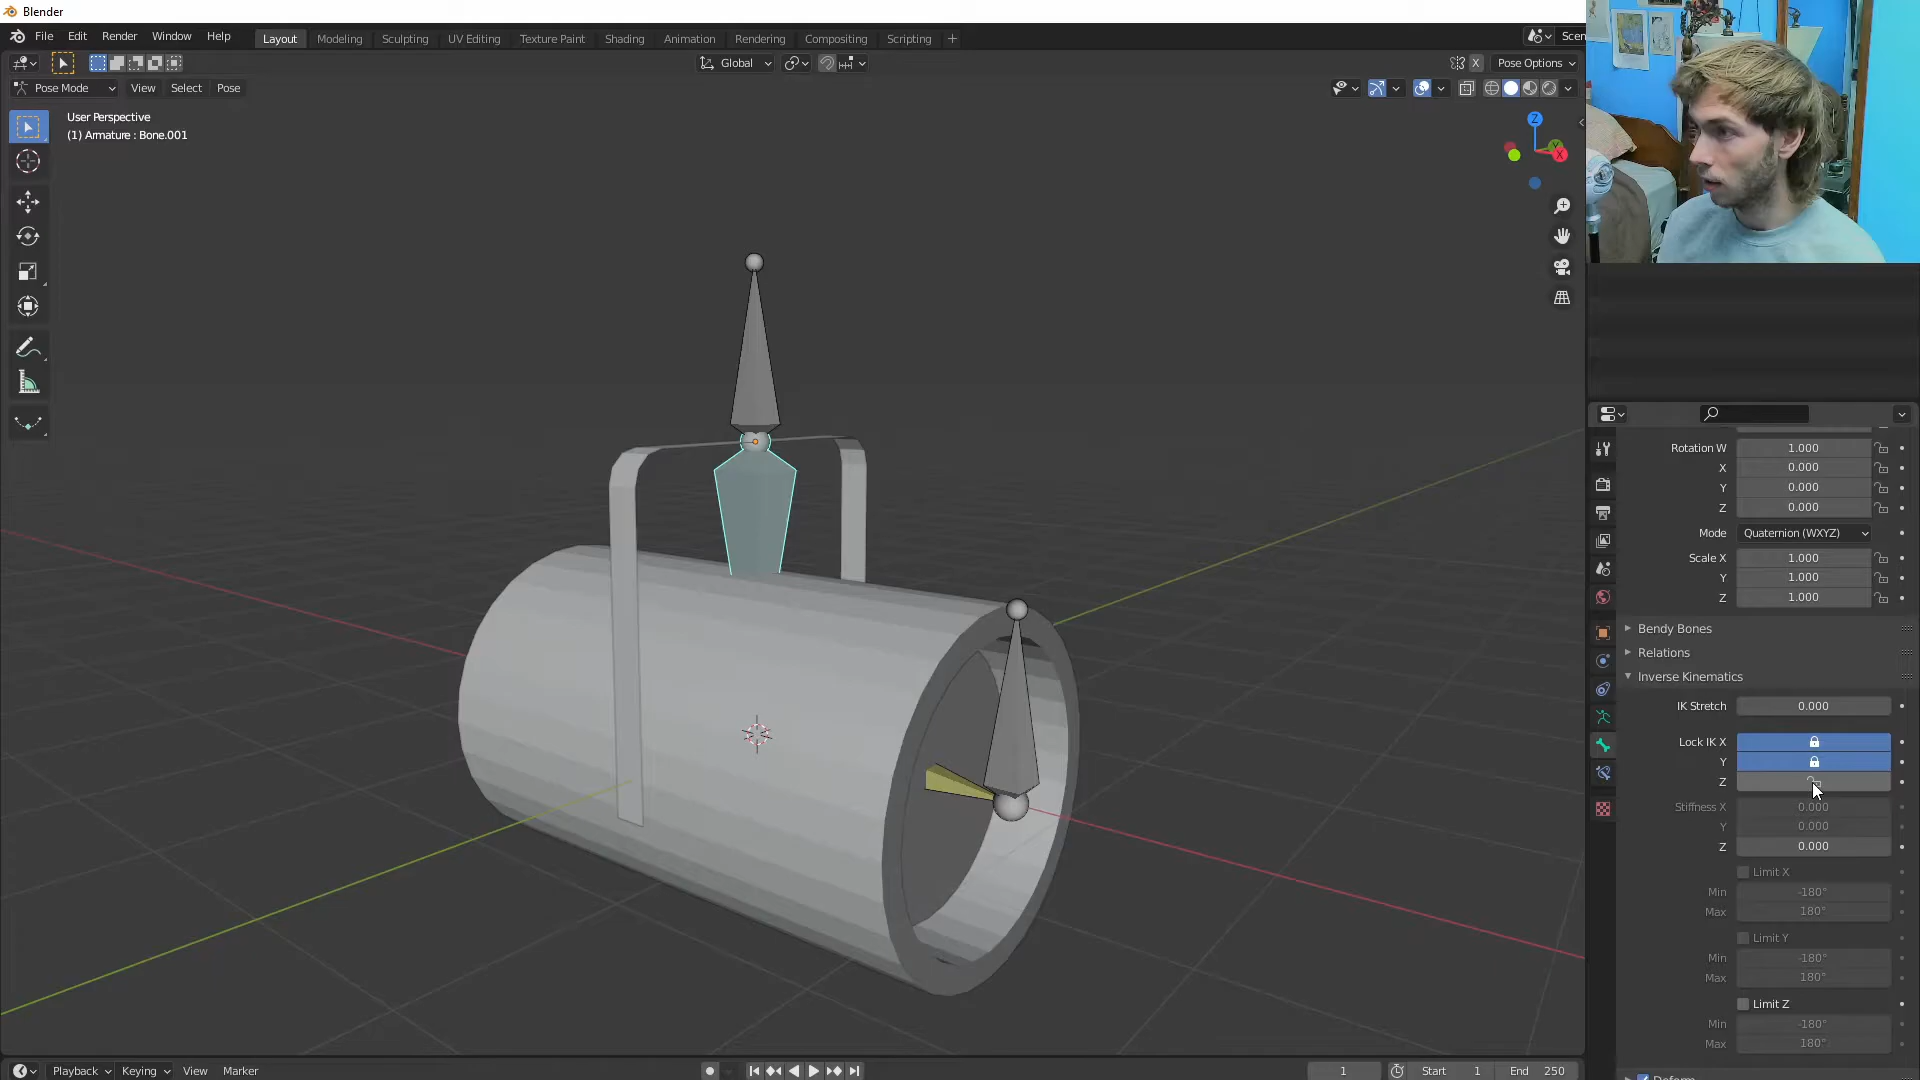 Blender
File Edit Render Window Help
Layout Modeling Sculpting UV Editing Texture Paint Shading Animation Rendering Compositing Scripting +
Scen
Global
X Pose Options
Pose Mode View Select Pose
User Perspective
(1) Armature : Bone.001
Z
Y
X
Rotation W 1.000
X 0.000
Y 0.000
Z 0.000
Mode Quaternion (WXYZ)
Scale X 1.000
Y 1.000
Z 1.000
Bendy Bones
Relations
Inverse Kinematics
IK Stretch 0.000
Lock IK X
Y
Z
Stiffness X 0.000
Y 0.000
Z 0.000
Limit X
Min -180°
Max 180°
Limit Y
Min -180°
Max 180°
Limit Z
Min -180°
Max 180°
Deform
Playback Keying View Marker
1 Start 1 End 250